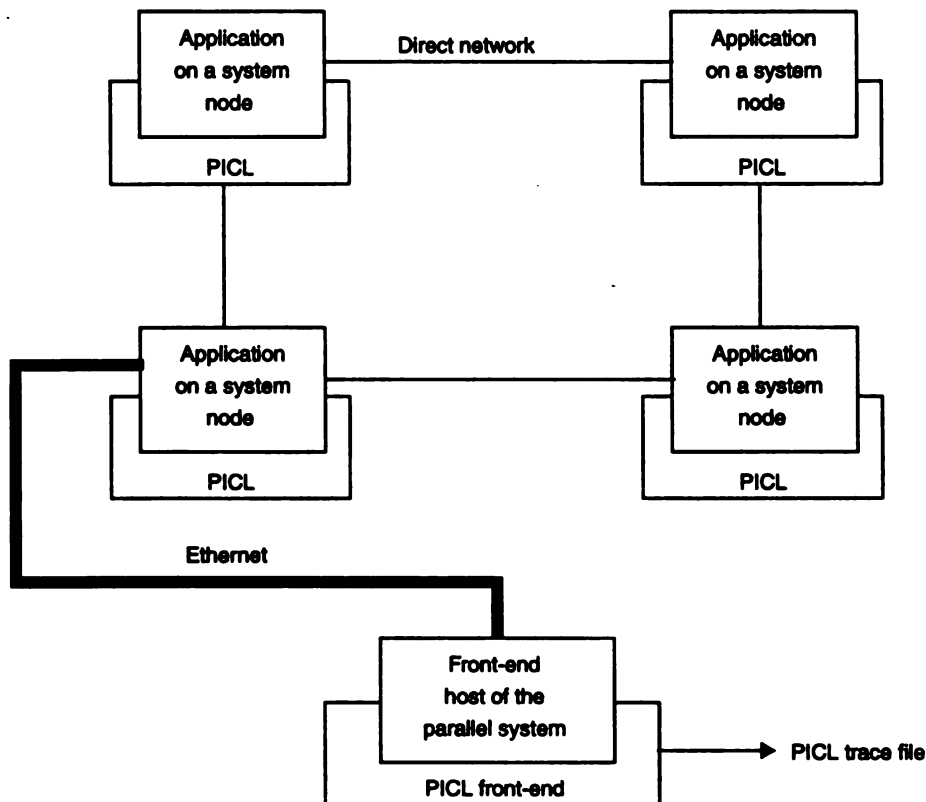 Application
on a system
node
PICL
Direct network
Application
on a system
node
PICL
Application
on a system
node
PICL
Application
on a system
node
PICL
Ethernet
Front-end
host of the
parallel system
PICL front-end
PICL trace file